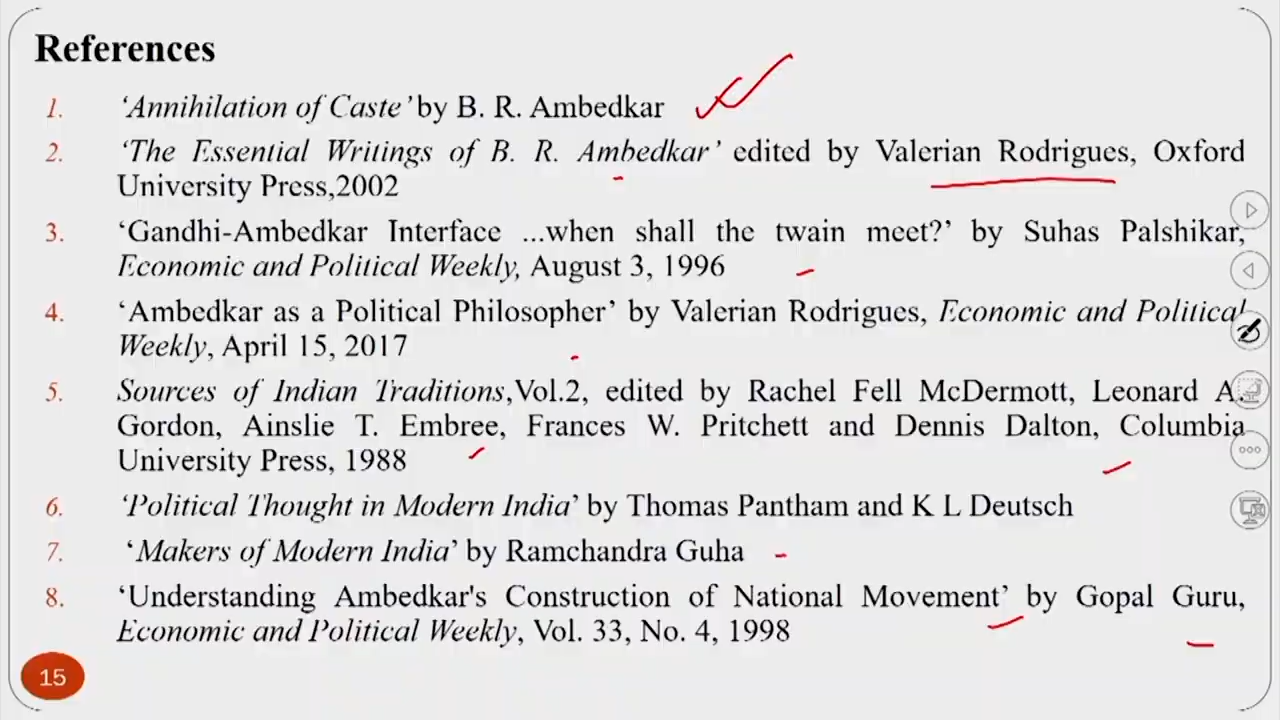 References
1. ‘Annihilation of Caste’ by B. R. Ambedkar
2. ‘The Essential Writings of B. R. Ambedkar’ edited by Valerian Rodrigues, Oxford
University Press,2002
3. ‘Gandhi-Ambedkar Interface ...when shall the twain meet?’ by Suhas Palshikar,
Economic and Political Weekly, August 3, 1996
4. ‘Ambedkar as a Political Philosopher’ by Valerian Rodrigues, Economic and Political
Weekly, April 15, 2017
5. Sources of Indian Traditions,Vol.2, edited by Rachel Fell McDermott, Leonard A.
Gordon, Ainslie T. Embree, Frances W. Pritchett and Dennis Dalton, Columbia
University Press, 1988
6. ‘Political Thought in Modern India’ by Thomas Pantham and K L Deutsch
7. ‘Makers of Modern India’ by Ramchandra Guha
8. ‘Understanding Ambedkar's Construction of National Movement’ by Gopal Guru,
Economic and Political Weekly, Vol. 33, No. 4, 1998
15